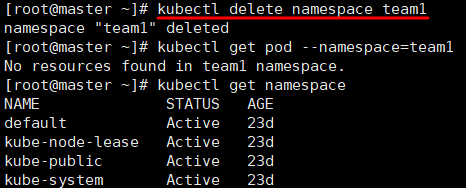 [root@master ~]# kubectl delete namespace team1
namespace "team1" deleted
[root@master ~]# kubectl get pod --namespace=team1
No resources found in team1 namespace.
[root@master ~]# kubectl get namespace
NAME STATUS AGE
default Active 23d
kube-node-lease Active 23d
kube-public Active 23d
kube-system Active 23d